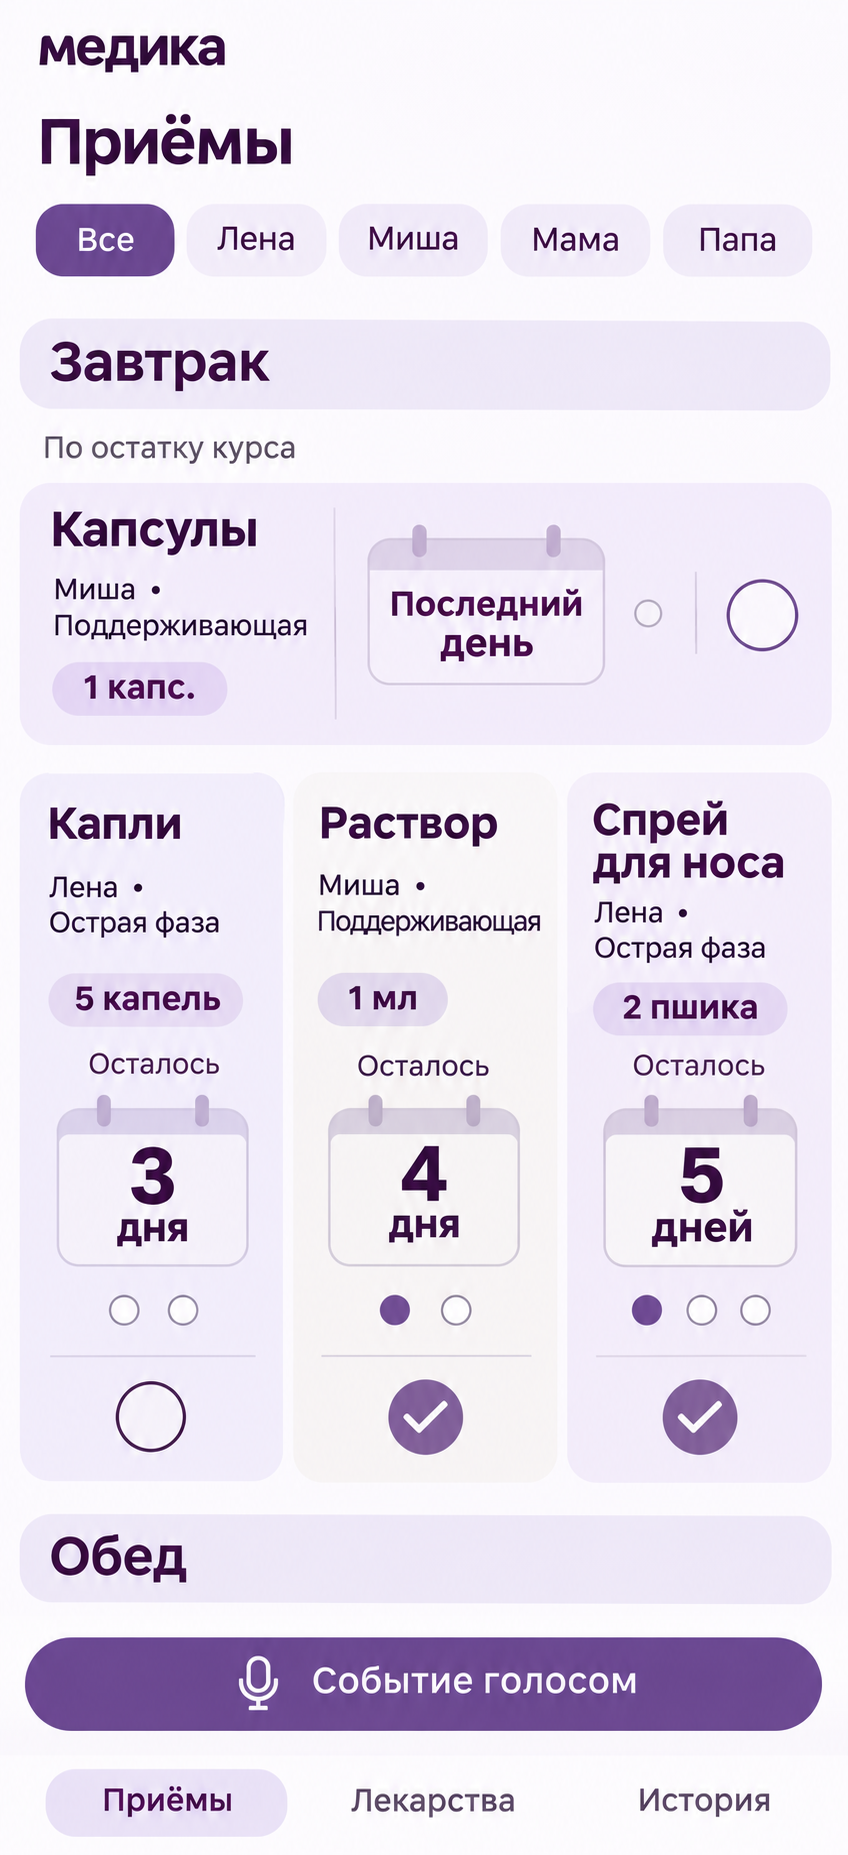 медика
Приёмы
Все Лена Миша Мама Папа
Завтрак
По остатку курса
Капсулы
Миша •
Поддерживающая
1 капс.
Последний
день
Капли
Лена •
Острая фаза
5 капель
Осталось
3
дня
Раствор
Миша •
Поддерживающая
1 мл
Осталось
4
дня
Спрей
для носа
Лена •
Острая фаза
2 пшика
Осталось
5
дней
Обед
Событие голосом
Приёмы Лекарства История